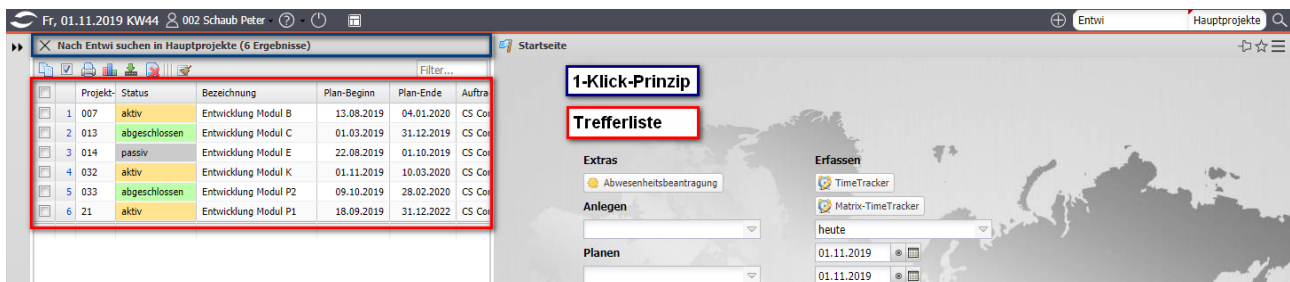 Fr, 01.11.2019 KW44 002 Schaub Peter Entwi Hauptprojekte
Nach Entwi suchen in Hauptprojekte (6 Ergebnisse) Startseite
Filter...
1-Klick-Prinzip
Projekt- Status Bezeichnung Plan-Beginn Plan-Ende Auftra
1 007 aktiv Entwicklung Modul B 13.08.2019 04.01.2020 CS Con
Trefferliste
2 013 abgeschlossen Entwicklung Modul C 01.03.2019 31.12.2019 CS Con
3 014 passiv Entwicklung Modul E 22.08.2019 01.10.2019 CS Con
Extras Erfassen
4 032 aktiv Entwicklung Modul K 01.11.2019 10.03.2020 CS Con
Abwesenheitsbeantragung TimeTracker
5 033 abgeschlossen Entwicklung Modul P2 09.10.2019 28.02.2020 CS Con
Anlegen Matrix-TimeTracker
6 21 aktiv Entwicklung Modul P1 18.09.2019 31.12.2022 CS Con
heute
Planen 01.11.2019
01.11.2019